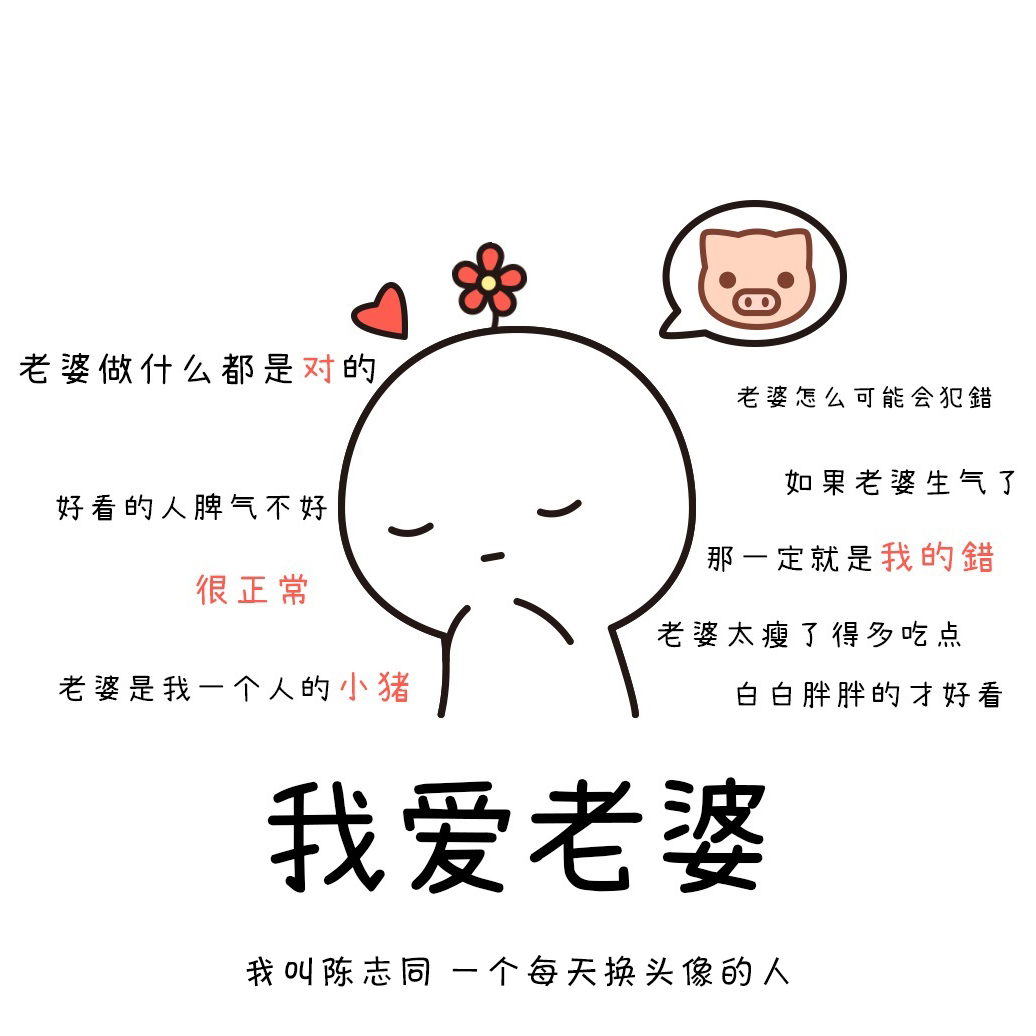 老婆做什么都是对的
好看的人脾气不好
很正常
老婆是我一个人的小猪
老婆怎么可能会犯錯
如果老婆生气了
那一定就是我的錯
老婆太瘦了得多吃点
白白胖胖的才好看
我爱老婆
我叫陈志同 一个每天换头像的人